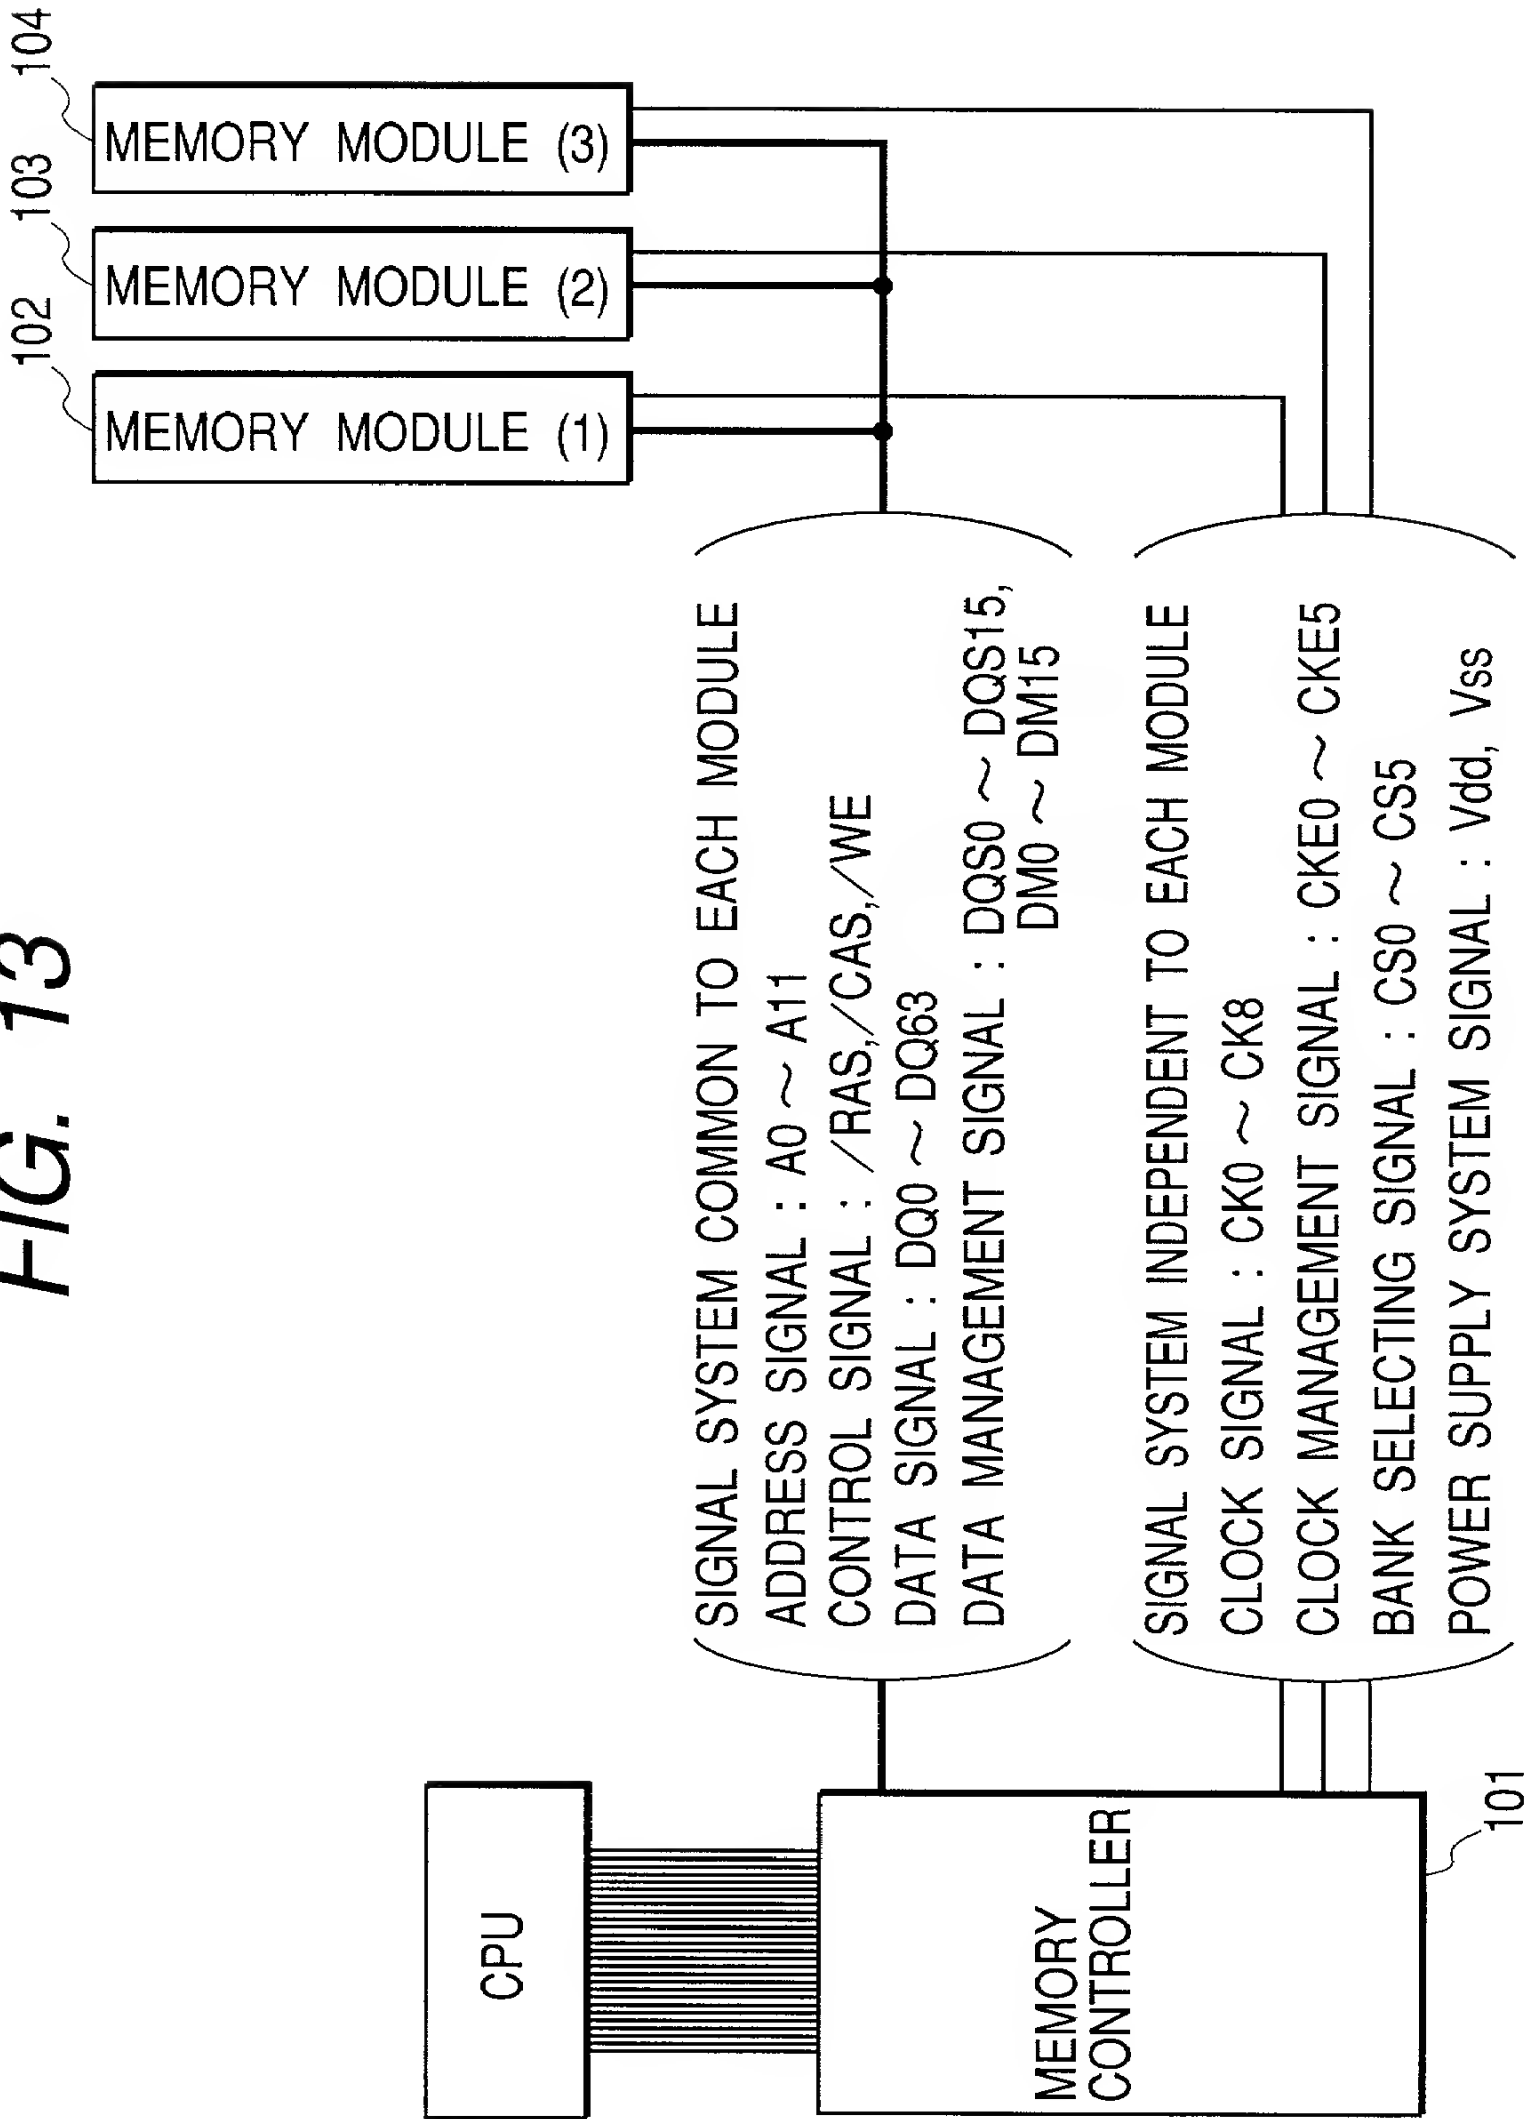 FIG. 13
CPU
MEMORY
CONTROLLER
101
SIGNAL SYSTEM COMMON TO EACH MODULE
ADDRESS SIGNAL : A0 ~ A11
CONTROL SIGNAL : /RAS,/CAS,/WE
DATA SIGNAL : DQ0 ~ DQ63
DATA MANAGEMENT SIGNAL : DQS0 ~ DQS15,
DM0 ~ DM15
SIGNAL SYSTEM INDEPENDENT TO EACH MODULE
CLOCK SIGNAL : CK0 ~ CK8
CLOCK MANAGEMENT SIGNAL : CKE0 ~ CKE5
BANK SELECTING SIGNAL : CS0 ~ CS5
POWER SUPPLY SYSTEM SIGNAL : Vdd, Vss
102
MEMORY MODULE (1)
103
MEMORY MODULE (2)
104
MEMORY MODULE (3)